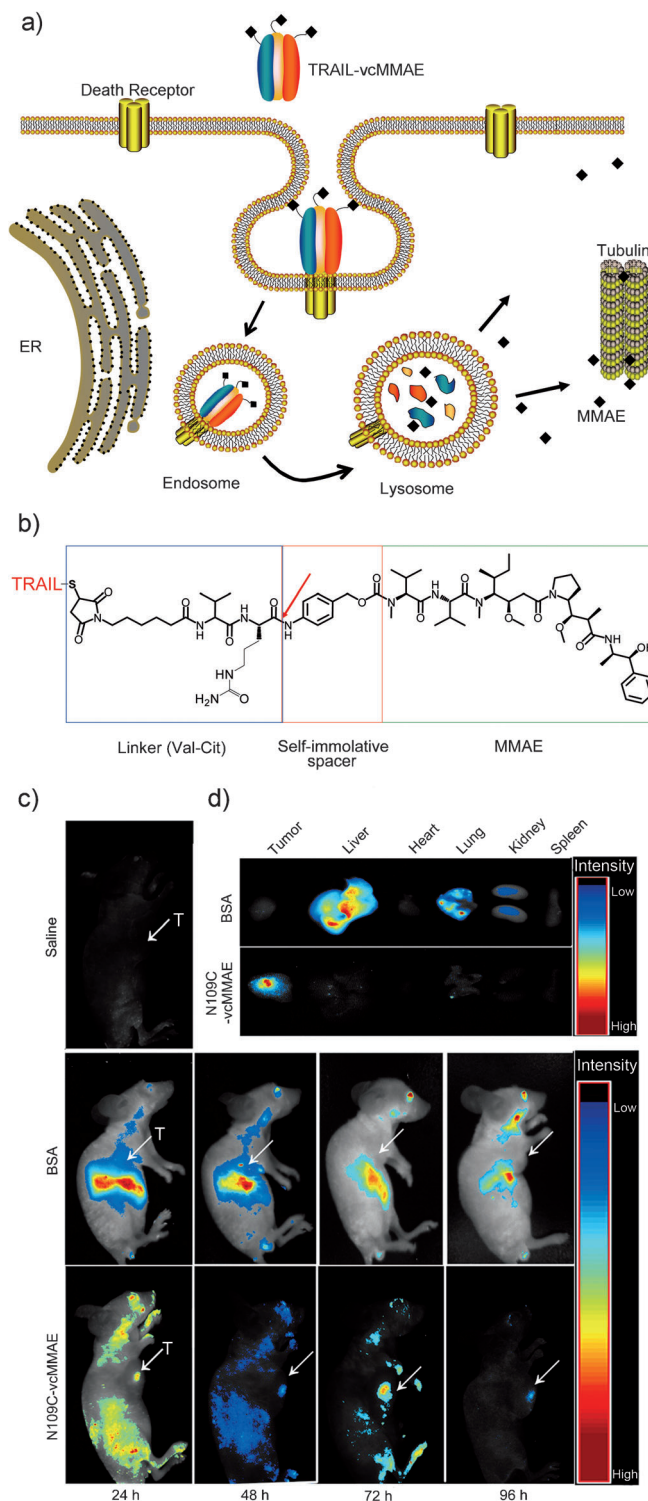 a)
TRAIL-vcMMAE
Death Receptor
Tubulin
ER
MMAE
Endosome
Lysosome
b)
TRAIL
S
O
N
O
O
N
H
O
H
N
O
N
H
O
O
N
O
N
H
O
N
O
O
N
O
O
HN
OH
H₂N
N
H
O
Linker (Val-Cit)
Self-immolative
spacer
MMAE
c)
d)
Tumor
Liver
Heart
Lung
Kidney
Spleen
Intensity
Low
High
BSA
N109C
-vcMMAE
Saline
T
Intensity
Low
High
BSA
T
N109C-vcMMAE
T
24 h
48 h
72 h
96 h